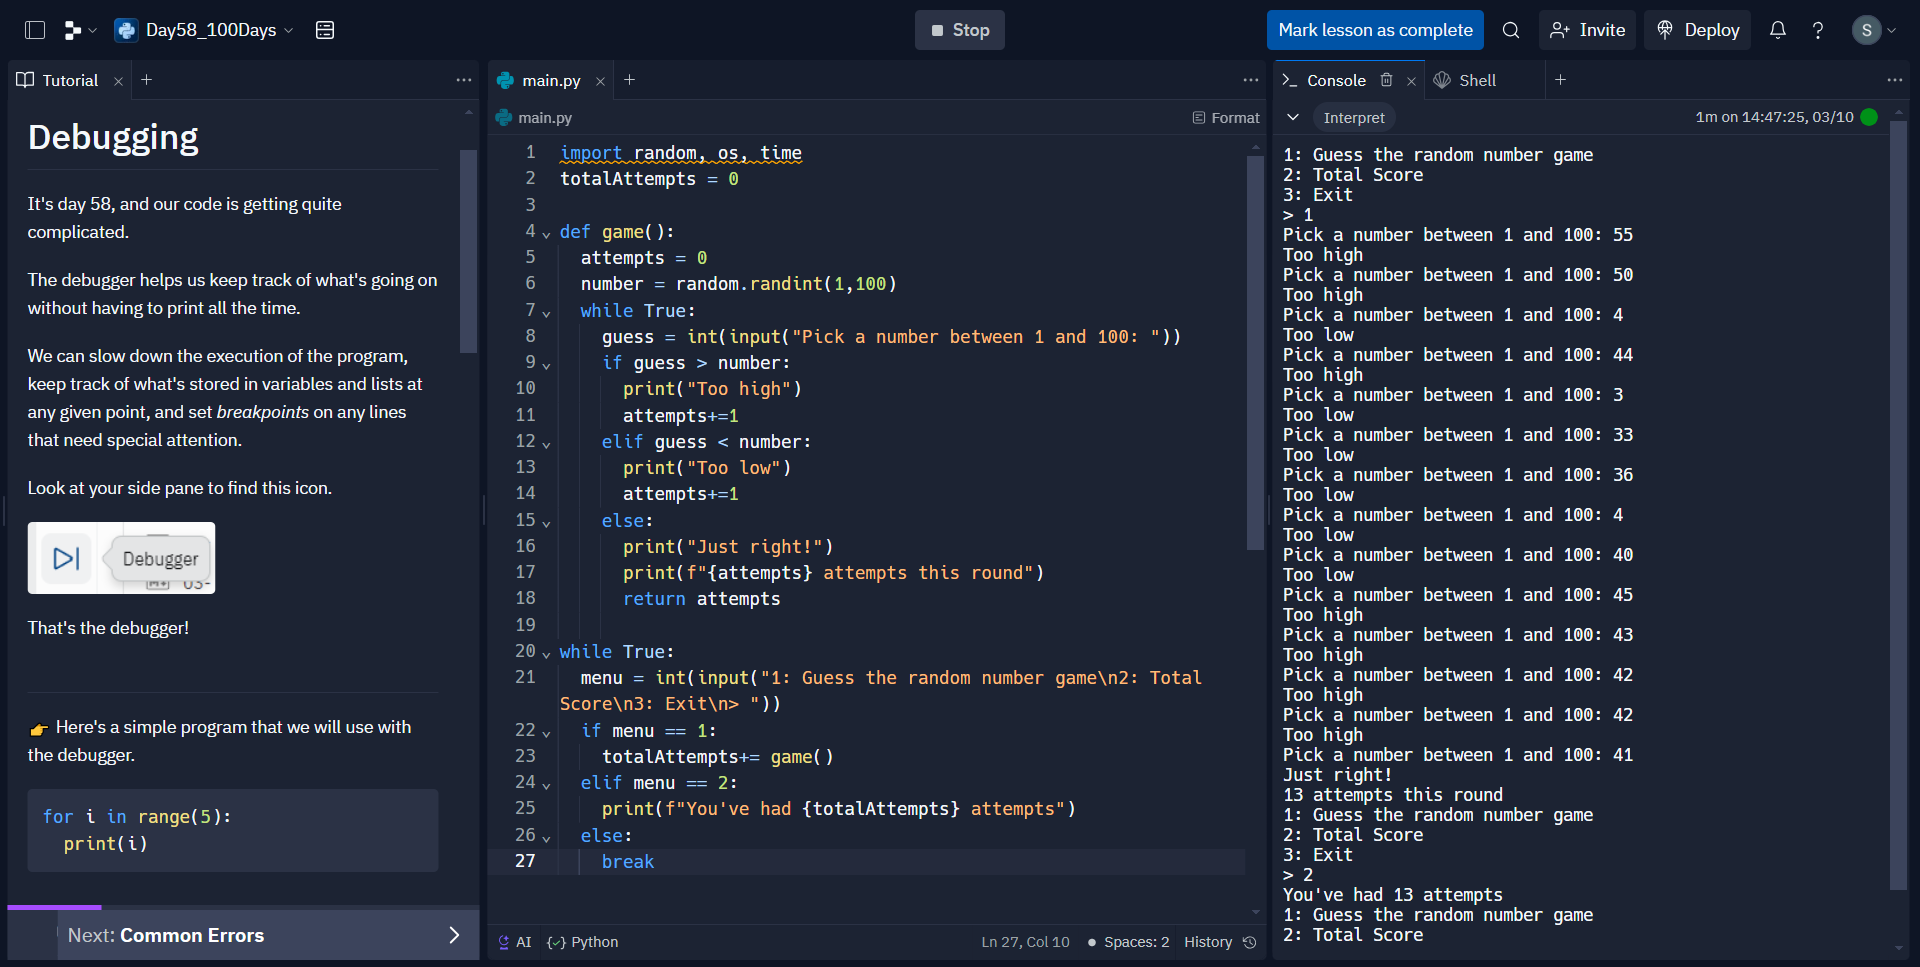 Day58_100Days
Stop
Mark lesson as complete
Invite
Deploy
S
Tutorial
Debugging
It's day 58, and our code is getting quite
complicated.
The debugger helps us keep track of what's going on
without having to print all the time.
We can slow down the execution of the program,
keep track of what's stored in variables and lists at
any given point, and set breakpoints on any lines
that need special attention.
Look at your side pane to find this icon.
Debugger
03-
That's the debugger!
👉 Here's a simple program that we will use with
the debugger.
for i in range(5):
  print(i)
Next: Common Errors
main.py
main.py
Format
1 import random, os, time
2 totalAttempts = 0
3
4 def game():
5   attempts = 0
6   number = random.randint(1,100)
7   while True:
8     guess = int(input("Pick a number between 1 and 100: "))
9     if guess > number:
10       print("Too high")
11       attempts+=1
12     elif guess < number:
13       print("Too low")
14       attempts+=1
15     else:
16       print("Just right!")
17       print(f"{attempts} attempts this round")
18       return attempts
19
20 while True:
21   menu = int(input("1: Guess the random number game\n2: Total
Score\n3: Exit\n> "))
22   if menu == 1:
23     totalAttempts+= game()
24   elif menu == 2:
25     print(f"You've had {totalAttempts} attempts")
26   else:
27     break
AI
Python
Ln 27, Col 10
Spaces: 2
History
Console
Shell
Interpret
1m on 14:47:25, 03/10
1: Guess the random number game
2: Total Score
3: Exit
> 1
Pick a number between 1 and 100: 55
Too high
Pick a number between 1 and 100: 50
Too high
Pick a number between 1 and 100: 4
Too low
Pick a number between 1 and 100: 44
Too high
Pick a number between 1 and 100: 3
Too low
Pick a number between 1 and 100: 33
Too low
Pick a number between 1 and 100: 36
Too low
Pick a number between 1 and 100: 4
Too low
Pick a number between 1 and 100: 40
Too low
Pick a number between 1 and 100: 45
Too high
Pick a number between 1 and 100: 43
Too high
Pick a number between 1 and 100: 42
Too high
Pick a number between 1 and 100: 42
Too high
Pick a number between 1 and 100: 41
Just right!
13 attempts this round
1: Guess the random number game
2: Total Score
3: Exit
> 2
You've had 13 attempts
1: Guess the random number game
2: Total Score